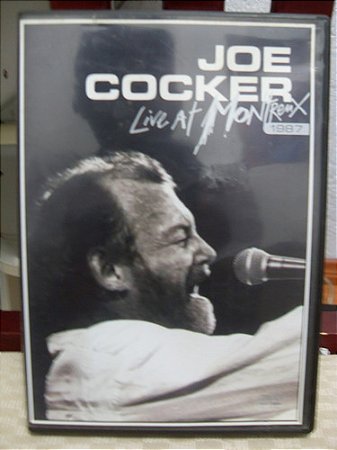 JOE
COCKER
Live At MONTReUX
1987